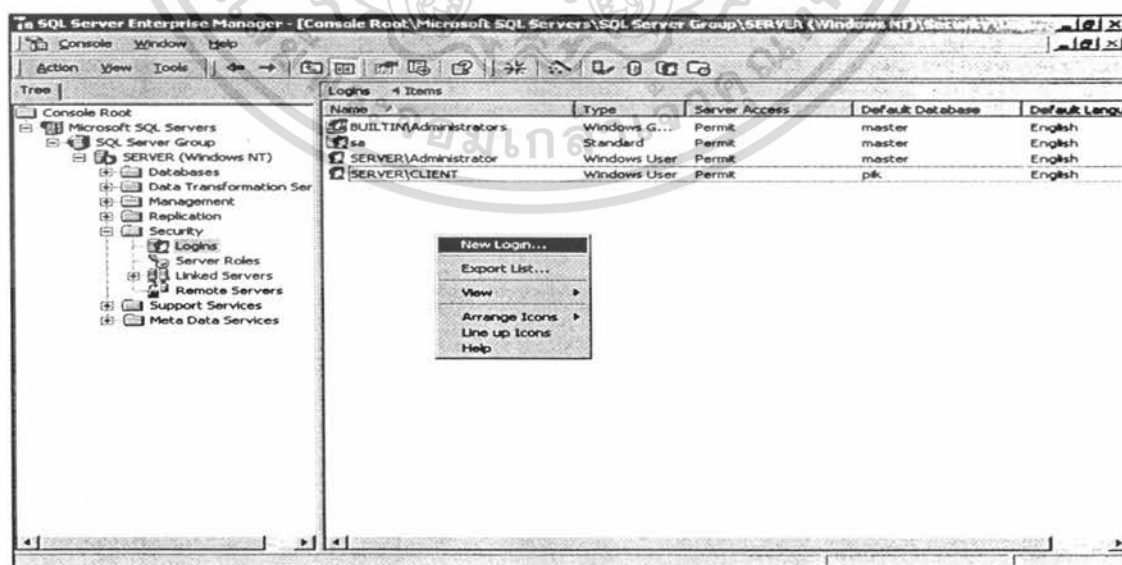 SQL Server Enterprise Manager - [Console Root\Microsoft SQL Servers\SQL Server Group\SERVER (Windows NT)\Security\
Console Window Help
Action View Tools
Tree
Logins 4 Items
Name Type Server Access Default Database Default Langu
BUILTIN\Administrators Windows G... Permit master English
sa Standard Permit master English
SERVER\Administrator Windows User Permit master English
SERVER\CLIENT Windows User Permit pik English
Console Root
Microsoft SQL Servers
SQL Server Group
SERVER (Windows NT)
Databases
Data Transformation Ser
Management
Replication
Security
Logins
Server Roles
Linked Servers
Remote Servers
Support Services
Meta Data Services
New Login...
Export List...
View
Arrange Icons
Line up Icons
Help